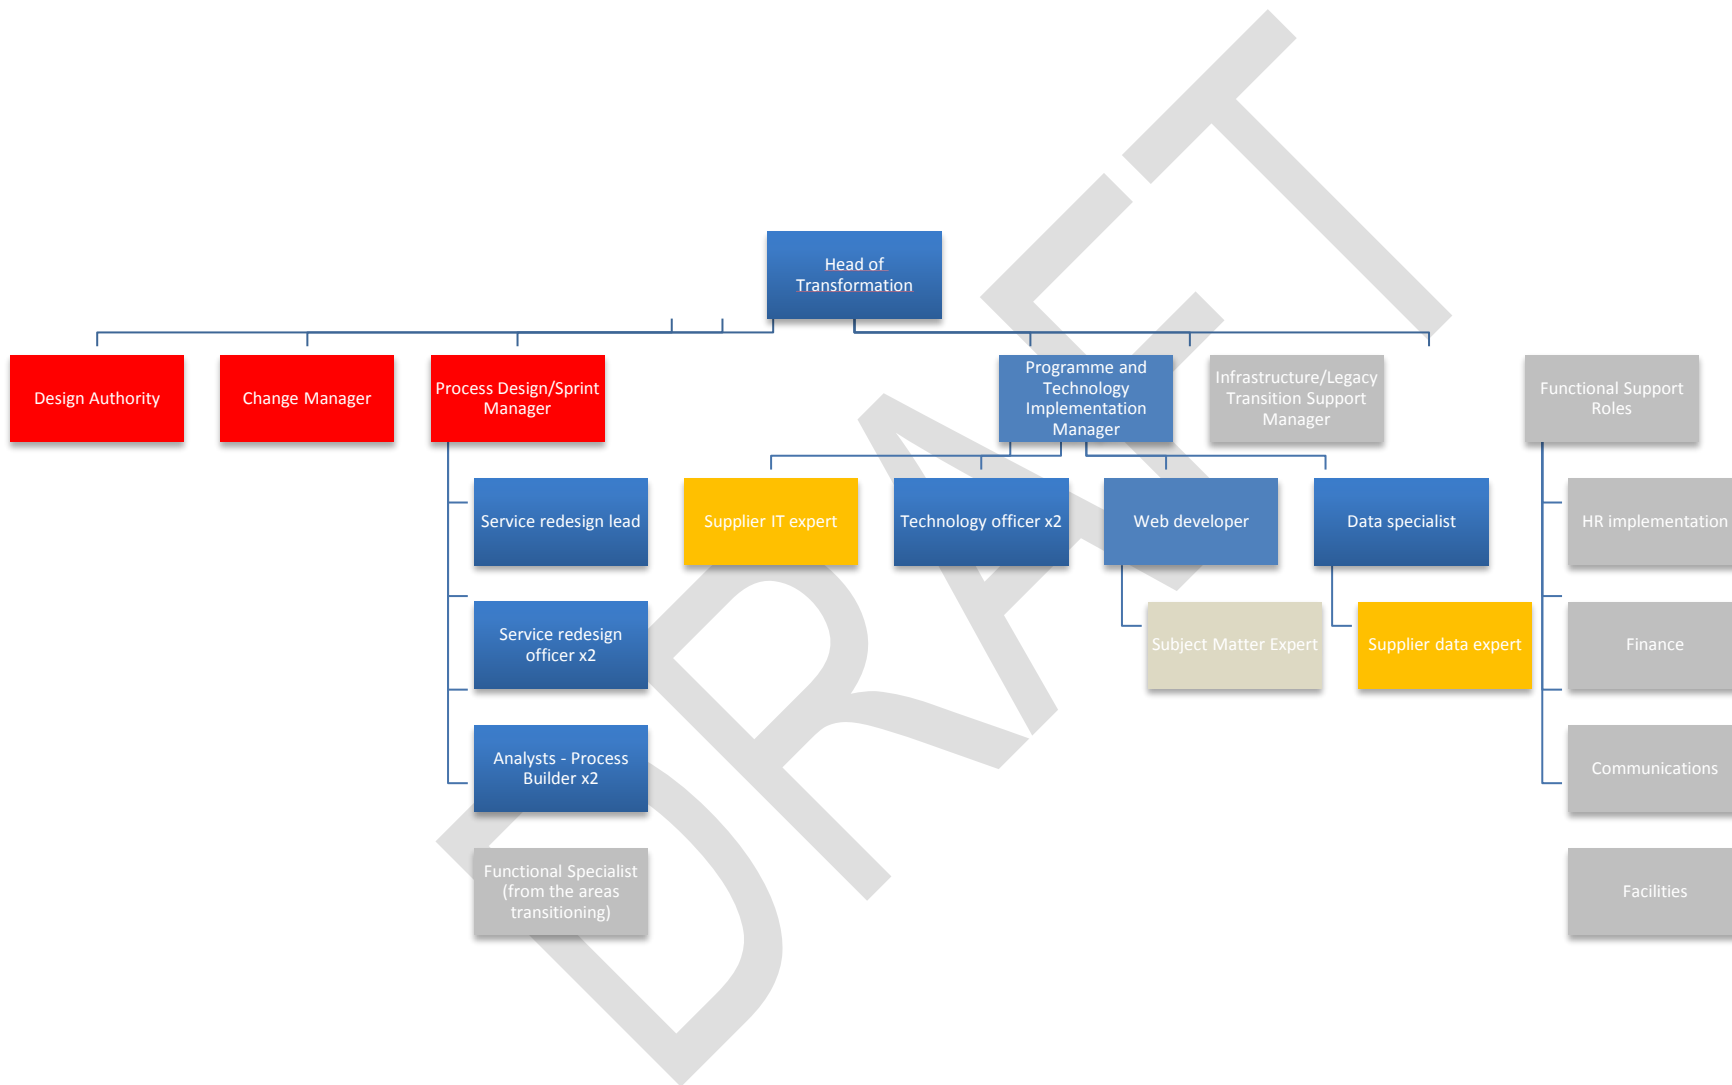 Head of
Transformation
Design Authority
Change Manager
Process Design/Sprint
Manager
Programme and
Technology
Implementation
Manager
Infrastructure/Legacy
Transition Support
Manager
Functional Support
Roles
Service redesign lead
Supplier IT expert
Technology officer x2
Web developer
Data specialist
HR implementation
Service redesign
officer x2
Subject Matter Expert
Supplier data expert
Finance
Analysts - Process
Builder x2
Communications
Functional Specialist
(from the areas
transitioning)
Facilities
DRAFT